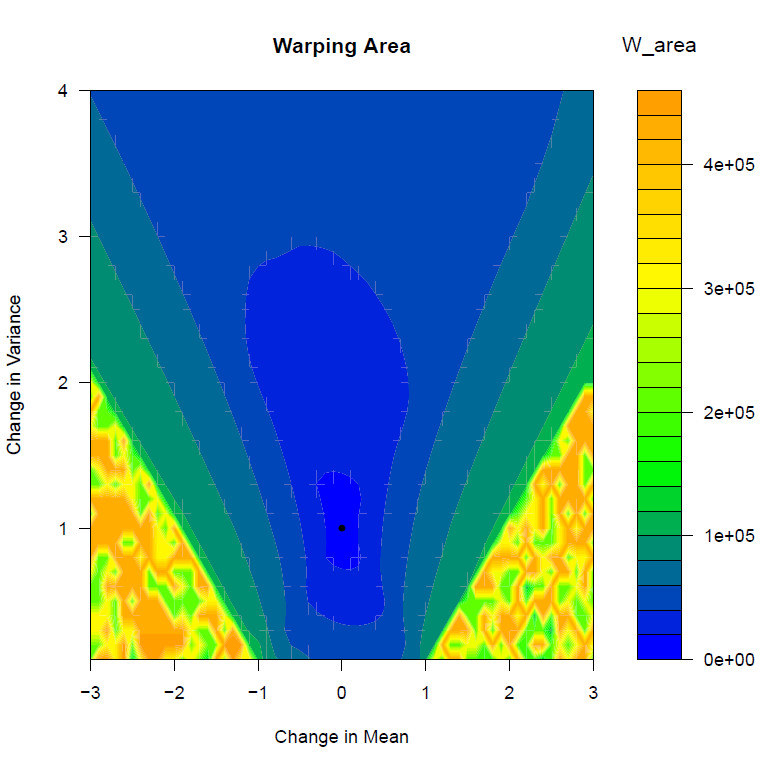 Warping Area
W_area
4
3
2
1
Change in Variance
−3 −2 −1 0 1 2 3
Change in Mean
4e+05
3e+05
2e+05
1e+05
0e+00